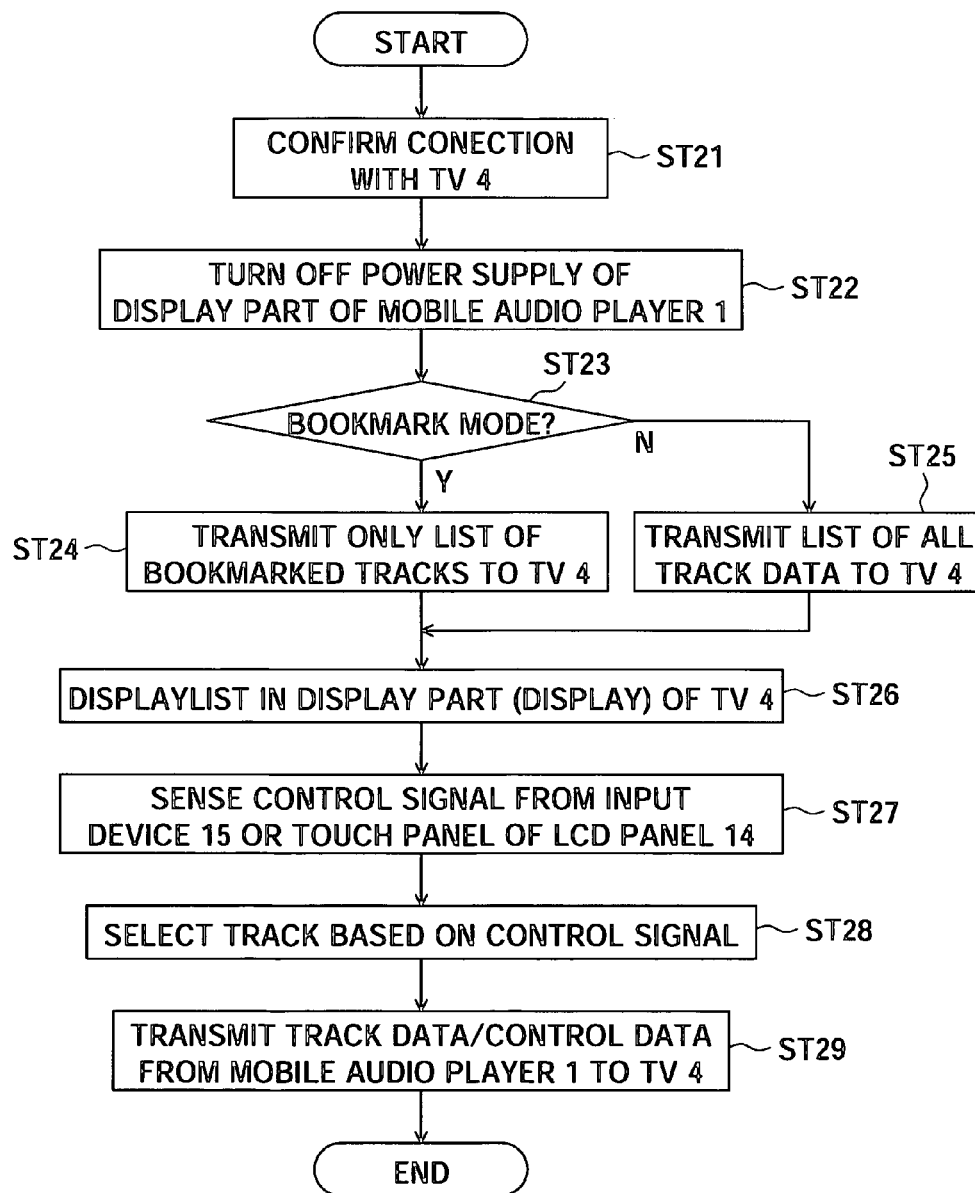 START
CONFIRM CONECTION
WITH TV 4
ST21
TURN OFF POWER SUPPLY OF
DISPLAY PART OF MOBILE AUDIO PLAYER 1
ST22
ST23
BOOKMARK MODE?
N
Y
ST25
ST24
TRANSMIT ONLY LIST OF
BOOKMARKED TRACKS TO TV 4
TRANSMIT LIST OF ALL
TRACK DATA TO TV 4
DISPLAYLIST IN DISPLAY PART (DISPLAY) OF TV 4
ST26
SENSE CONTROL SIGNAL FROM INPUT
DEVICE 15 OR TOUCH PANEL OF LCD PANEL 14
ST27
SELECT TRACK BASED ON CONTROL SIGNAL
ST28
TRANSMIT TRACK DATA/CONTROL DATA
FROM MOBILE AUDIO PLAYER 1 TO TV 4
ST29
END